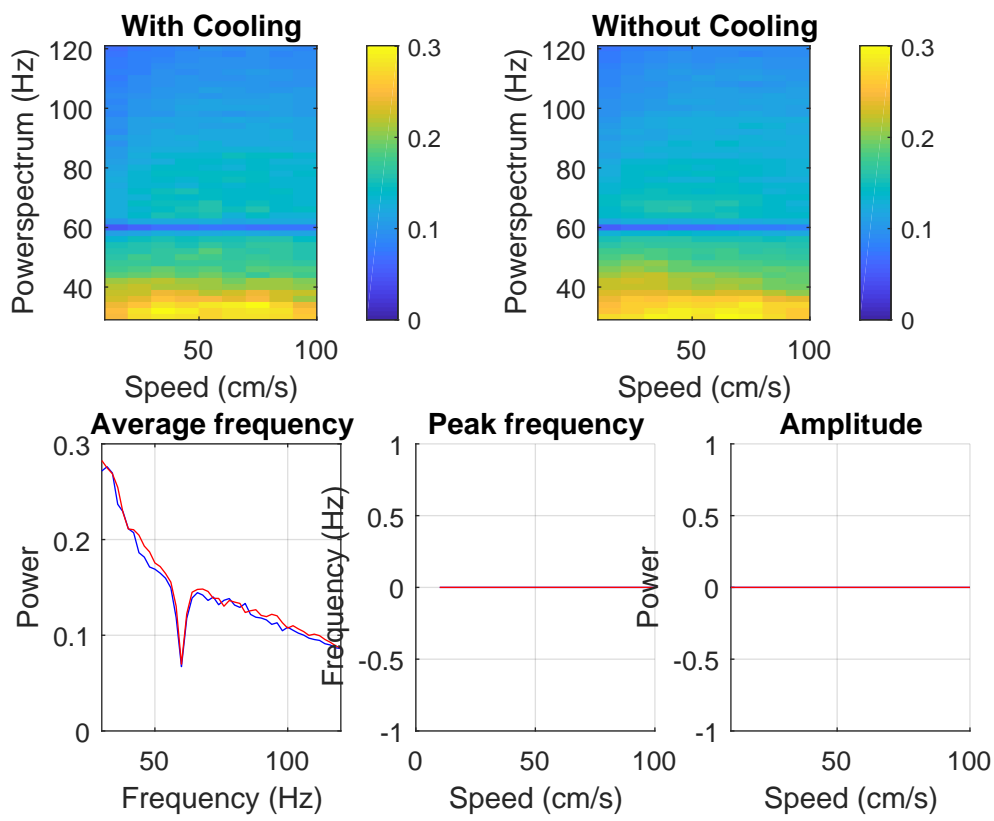 With Cooling
Without Cooling
Powerspectrum (Hz)
120
100
80
60
40
50
100
Speed (cm/s)
0.3
0.2
0.1
0
Powerspectrum (Hz)
120
100
80
60
40
50
100
Speed (cm/s)
0.3
0.2
0.1
0
Average frequency
Power
0.3
0.2
0.1
0
50
100
Frequency (Hz)
Peak frequency
Frequency (Hz)
1
0.5
0
-0.5
-1
0
50
100
Speed (cm/s)
Amplitude
Power
1
0.5
0
-0.5
-1
50
100
Speed (cm/s)